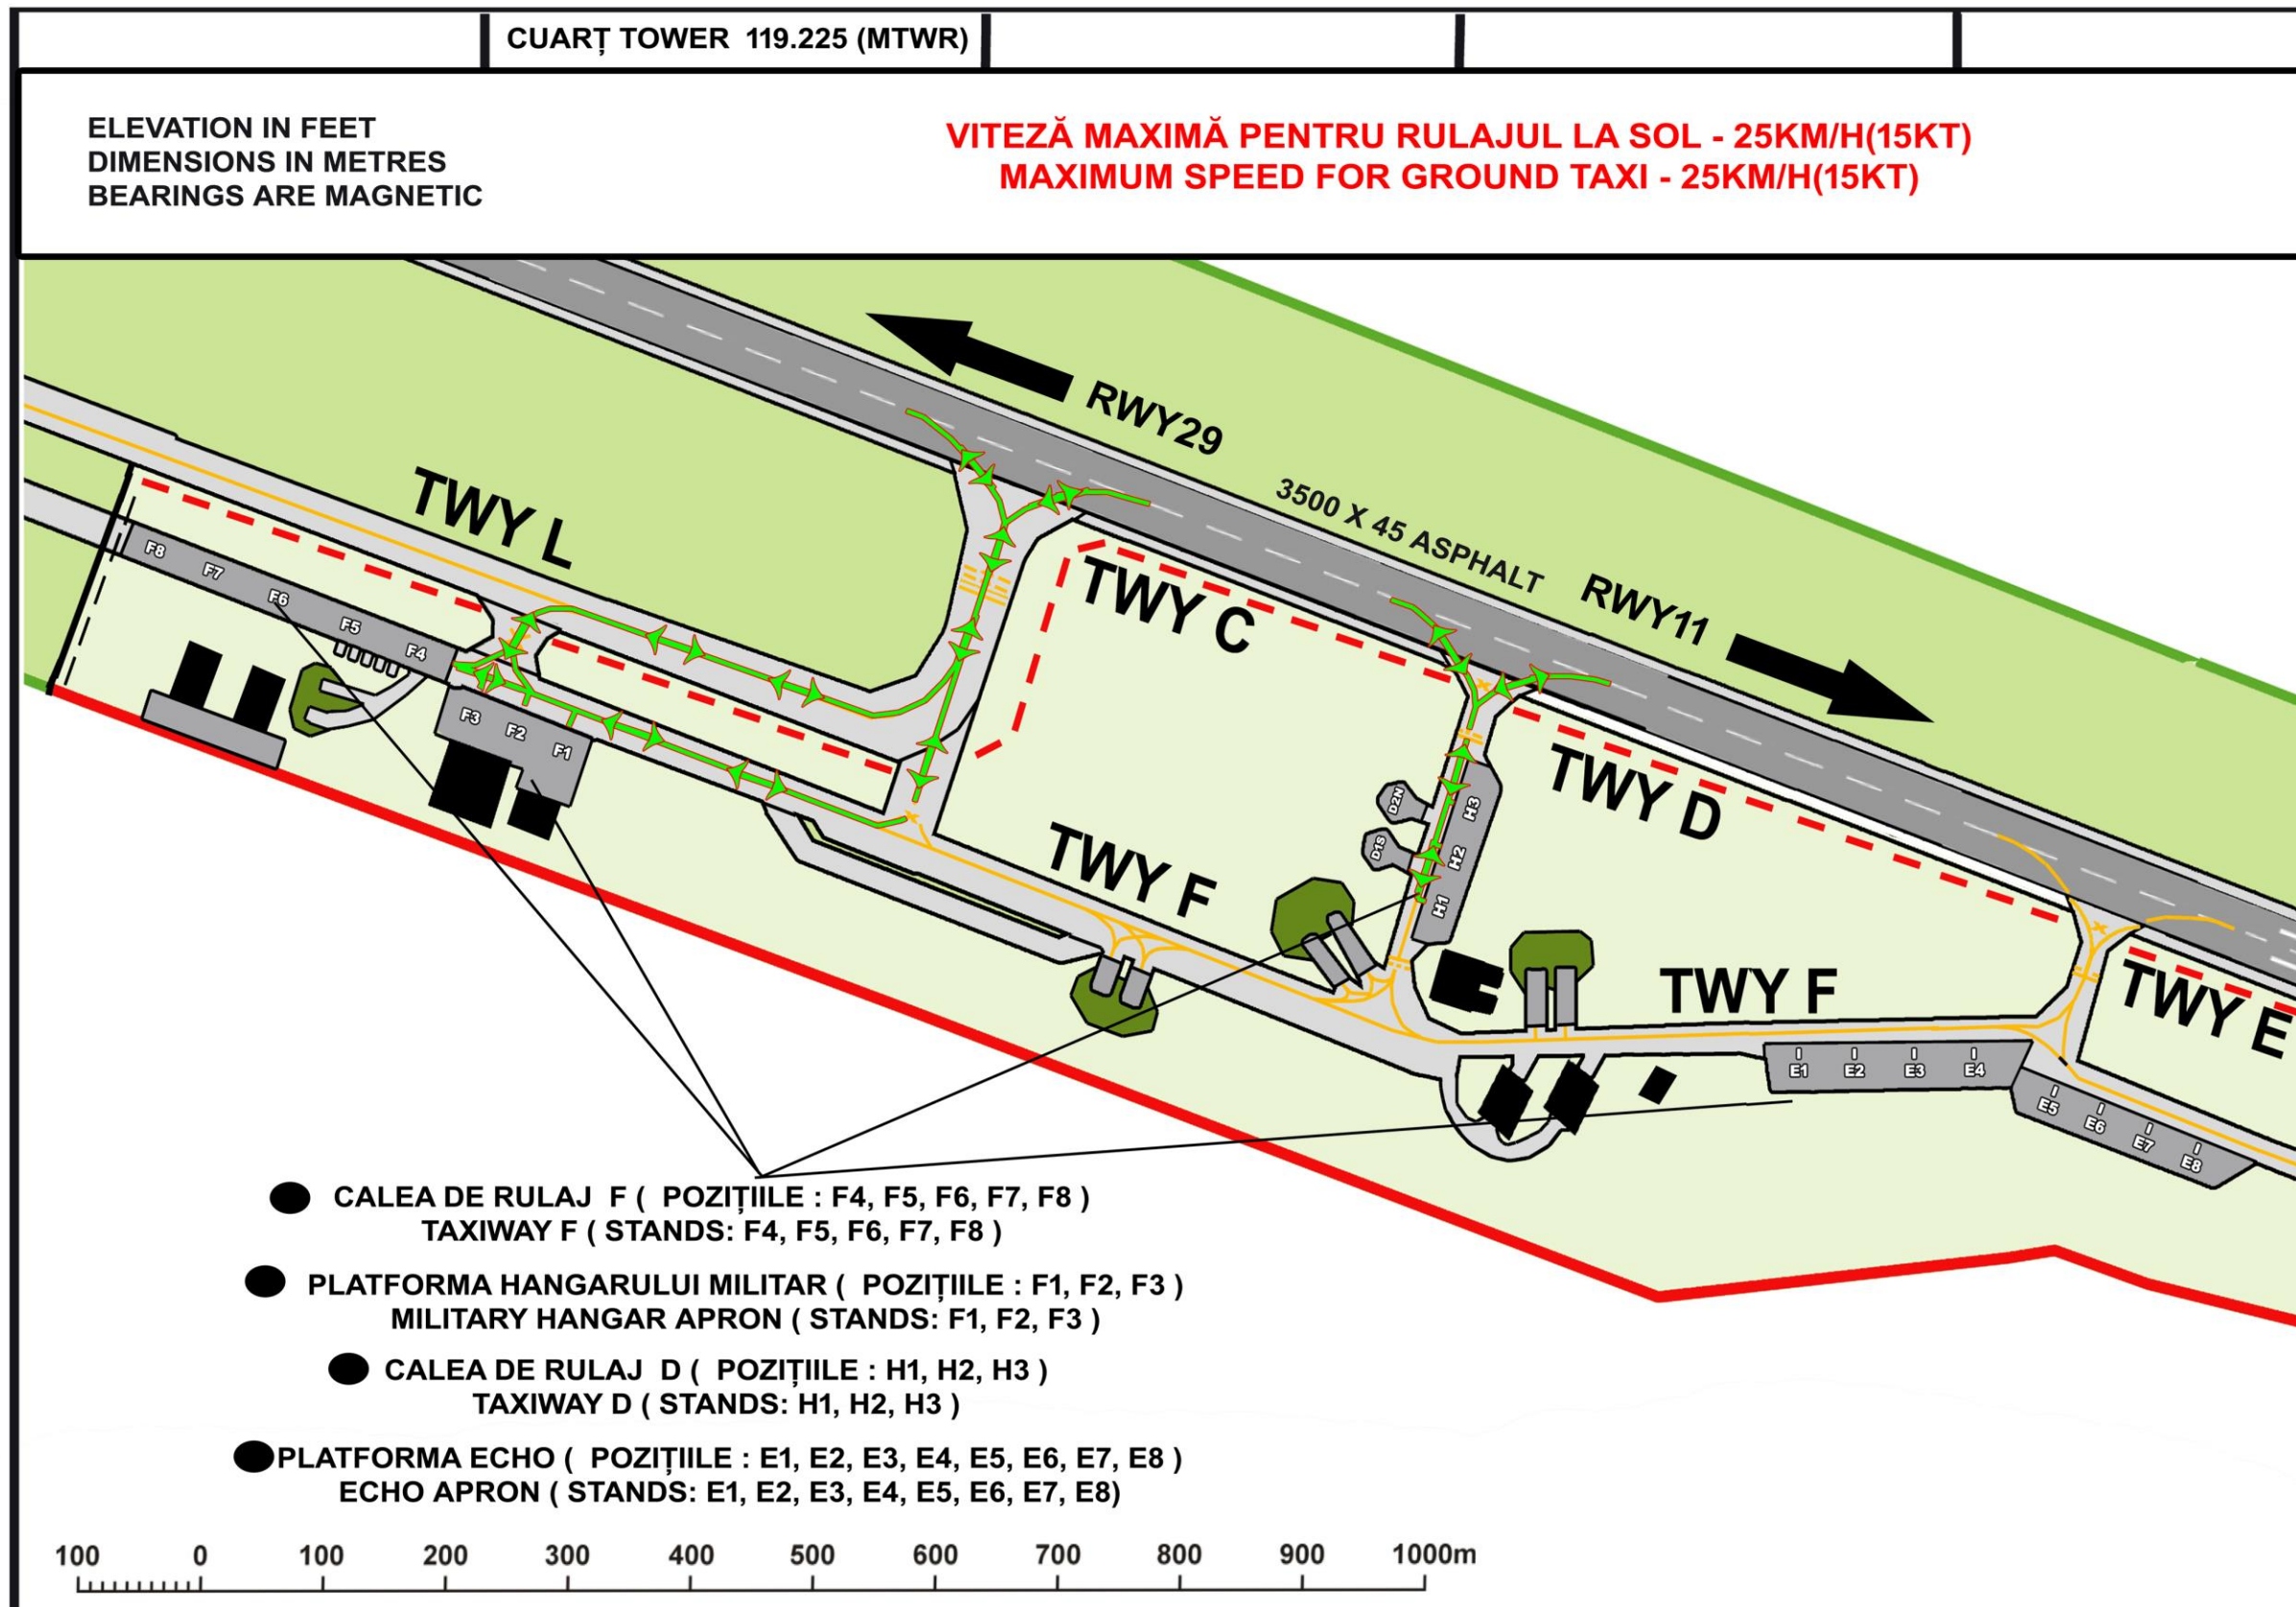 CUARȚ TOWER 119.225 (MTWR)
ELEVATION IN FEET
DIMENSIONS IN METRES
BEARINGS ARE MAGNETIC
VITEZĂ MAXIMĂ PENTRU RULAJUL LA SOL - 25KM/H(15KT)
MAXIMUM SPEED FOR GROUND TAXI - 25KM/H(15KT)
RWY29
3500 X 45 ASPHALT
RWY11
TWY L
TWY C
TWY D
TWY F
TWY F
TWY E
F8
F7
F6
F5
F4
F3
F2
F1
D2N
D1S
H3
H2
H1
E1
E2
E3
E4
E5
E6
E7
E8
CALEA DE RULAJ F ( POZIȚIILE : F4, F5, F6, F7, F8 )
TAXIWAY F ( STANDS: F4, F5, F6, F7, F8 )
PLATFORMA HANGARULUI MILITAR ( POZIȚIILE : F1, F2, F3 )
MILITARY HANGAR APRON ( STANDS: F1, F2, F3 )
CALEA DE RULAJ D ( POZIȚIILE : H1, H2, H3 )
TAXIWAY D ( STANDS: H1, H2, H3 )
PLATFORMA ECHO ( POZIȚIILE : E1, E2, E3, E4, E5, E6, E7, E8 )
ECHO APRON ( STANDS: E1, E2, E3, E4, E5, E6, E7, E8)
100 0 100 200 300 400 500 600 700 800 900 1000m